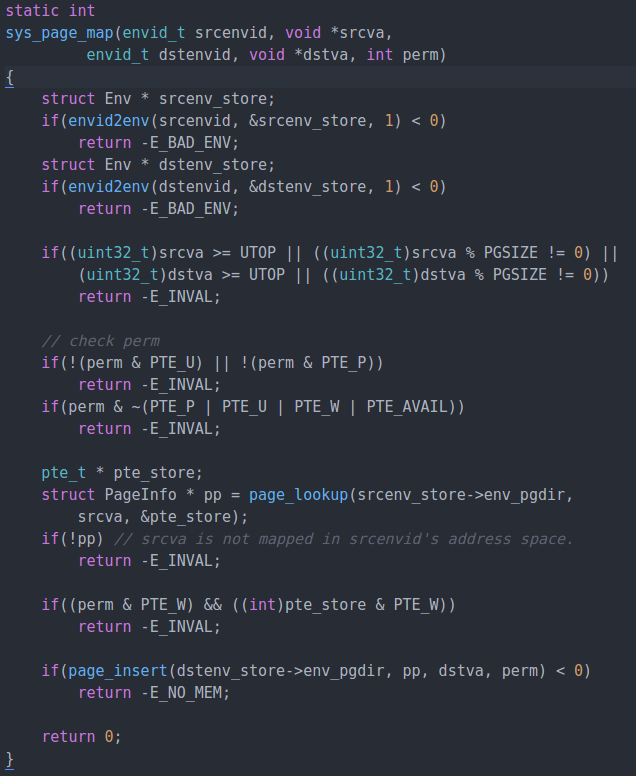 static int
sys_page_map(envid_t srcenvid, void *srcva,
         envid_t dstenvid, void *dstva, int perm)
{
    struct Env * srcenv_store;
    if(envid2env(srcenvid, &srcenv_store, 1) < 0)
        return -E_BAD_ENV;
    struct Env * dstenv_store;
    if(envid2env(dstenvid, &dstenv_store, 1) < 0)
        return -E_BAD_ENV;

    if((uint32_t)srcva >= UTOP || ((uint32_t)srcva % PGSIZE != 0) ||
        (uint32_t)dstva >= UTOP || ((uint32_t)dstva % PGSIZE != 0))
        return -E_INVAL;

    // check perm
    if(!(perm & PTE_U) || !(perm & PTE_P))
        return -E_INVAL;
    if(perm & ~(PTE_P | PTE_U | PTE_W | PTE_AVAIL))
        return -E_INVAL;

    pte_t * pte_store;
    struct PageInfo * pp = page_lookup(srcenv_store->env_pgdir,
        srcva, &pte_store);
    if(!pp) // srcva is not mapped in srcenvid's address space.
        return -E_INVAL;

    if((perm & PTE_W) && ((int)pte_store & PTE_W))
        return -E_INVAL;

    if(page_insert(dstenv_store->env_pgdir, pp, dstva, perm) < 0)
        return -E_NO_MEM;

    return 0;
}